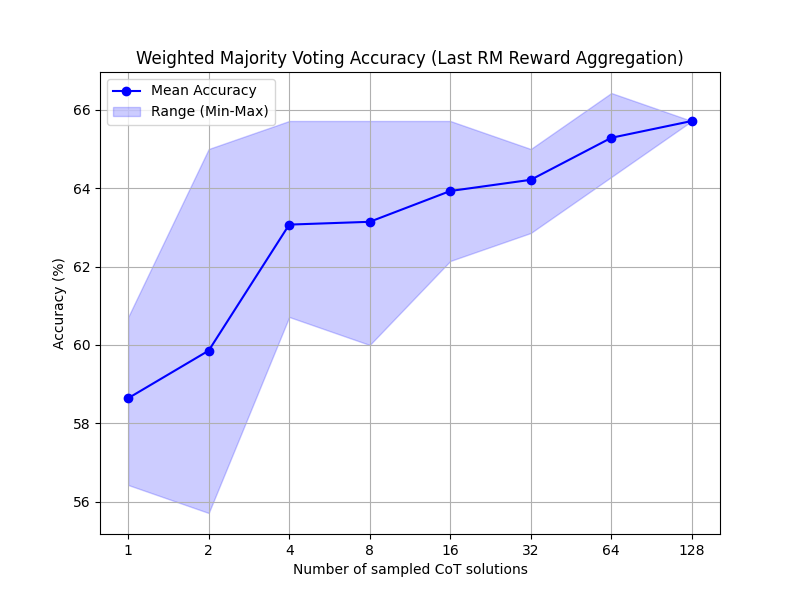 Weighted Majority Voting Accuracy (Last RM Reward Aggregation)
Mean Accuracy
Range (Min-Max)
Accuracy (%)
66
64
62
60
58
56
1 2 4 8 16 32 64 128
Number of sampled CoT solutions